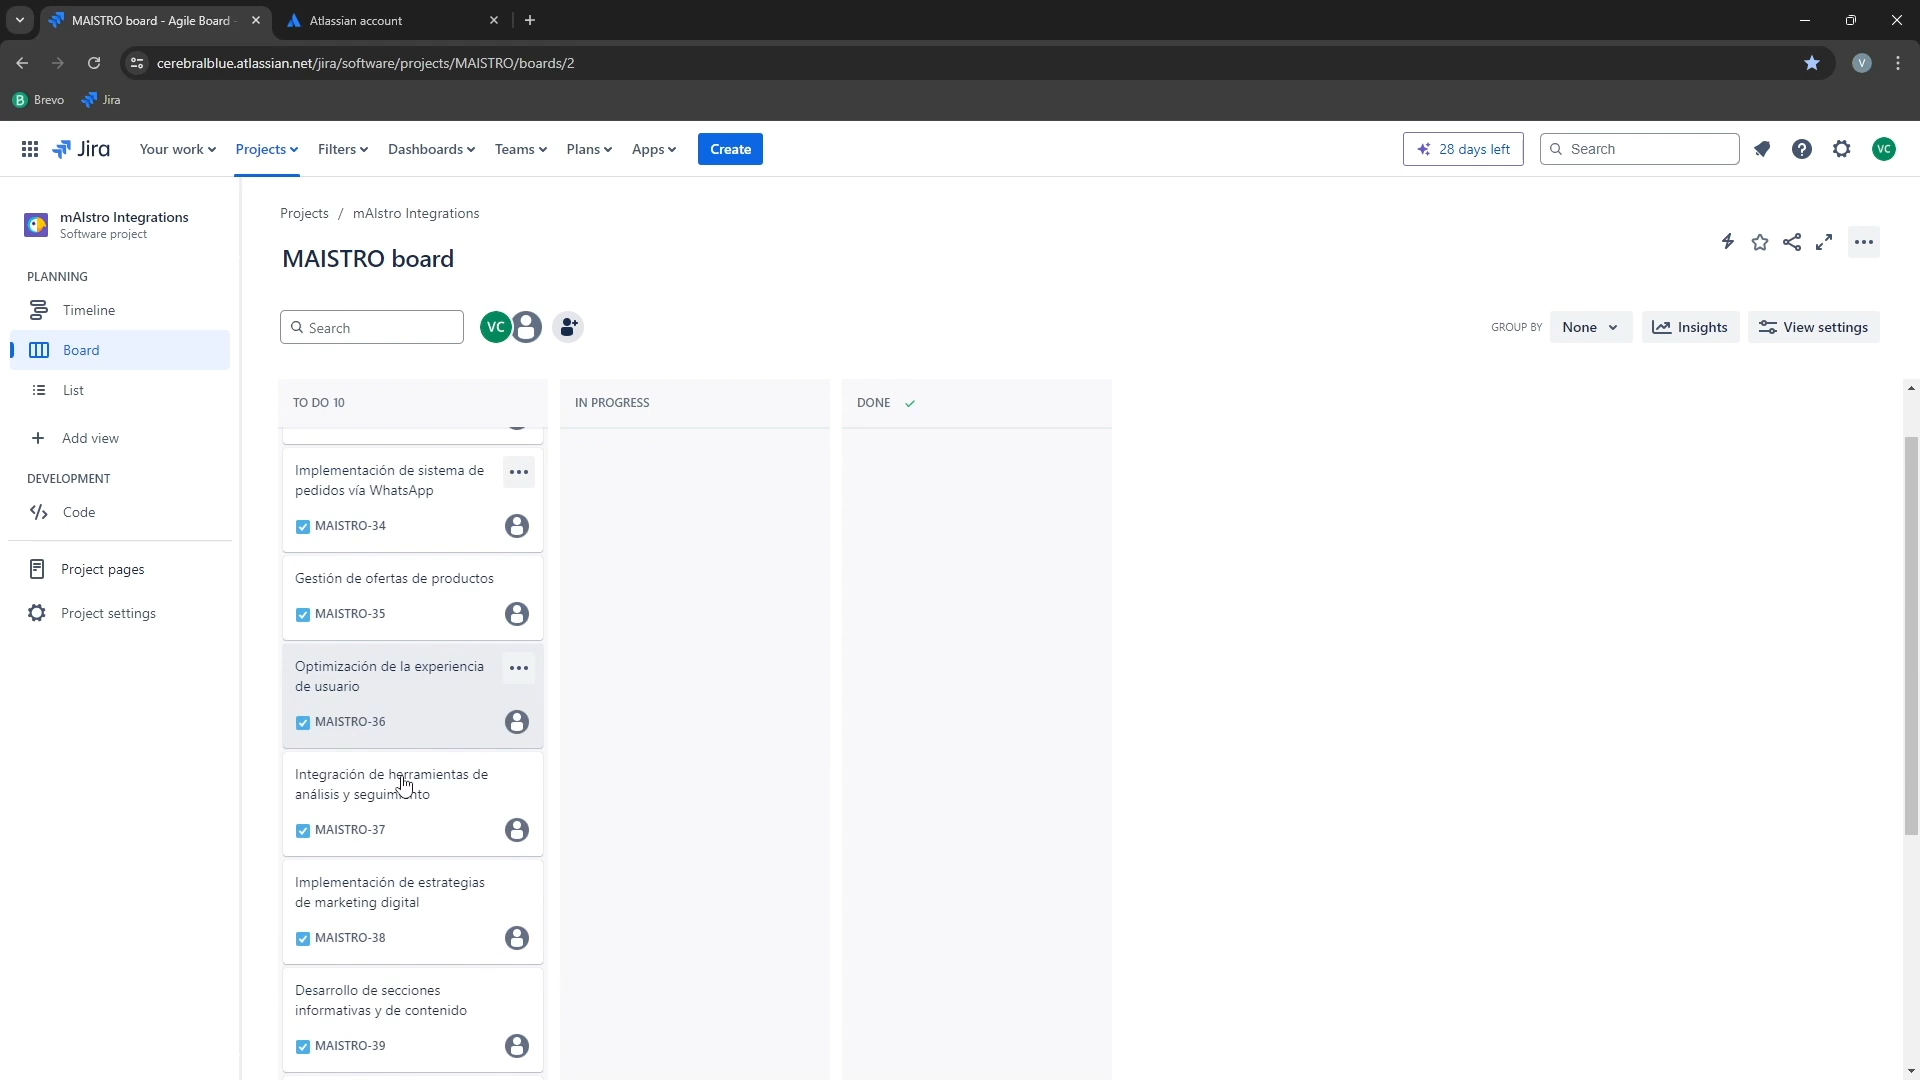 MAISTRO board - Agile Board -
Atlassian account
cerebralblue.atlassian.net/jira/software/projects/MAISTRO/boards/2
V
B Brevo
Jira
Jira
Your work
Projects
Filters
Dashboards
Teams
Plans
Apps
Create
28 days left
Search
VC
mAIstro Integrations
Software project
PLANNING
Timeline
Board
List
Add view
DEVELOPMENT
Code
Project pages
Project settings
Projects / mAIstro Integrations
MAISTRO board
Search
VC
GROUP BY
None
Insights
View settings
TO DO 10
IN PROGRESS
DONE
Implementación de sistema de
pedidos vía WhatsApp
MAISTRO-34
Gestión de ofertas de productos
MAISTRO-35
Optimización de la experiencia
de usuario
MAISTRO-36
Integración de herramientas de
análisis y seguimiento
MAISTRO-37
Implementación de estrategias
de marketing digital
MAISTRO-38
Desarrollo de secciones
informativas y de contenido
MAISTRO-39